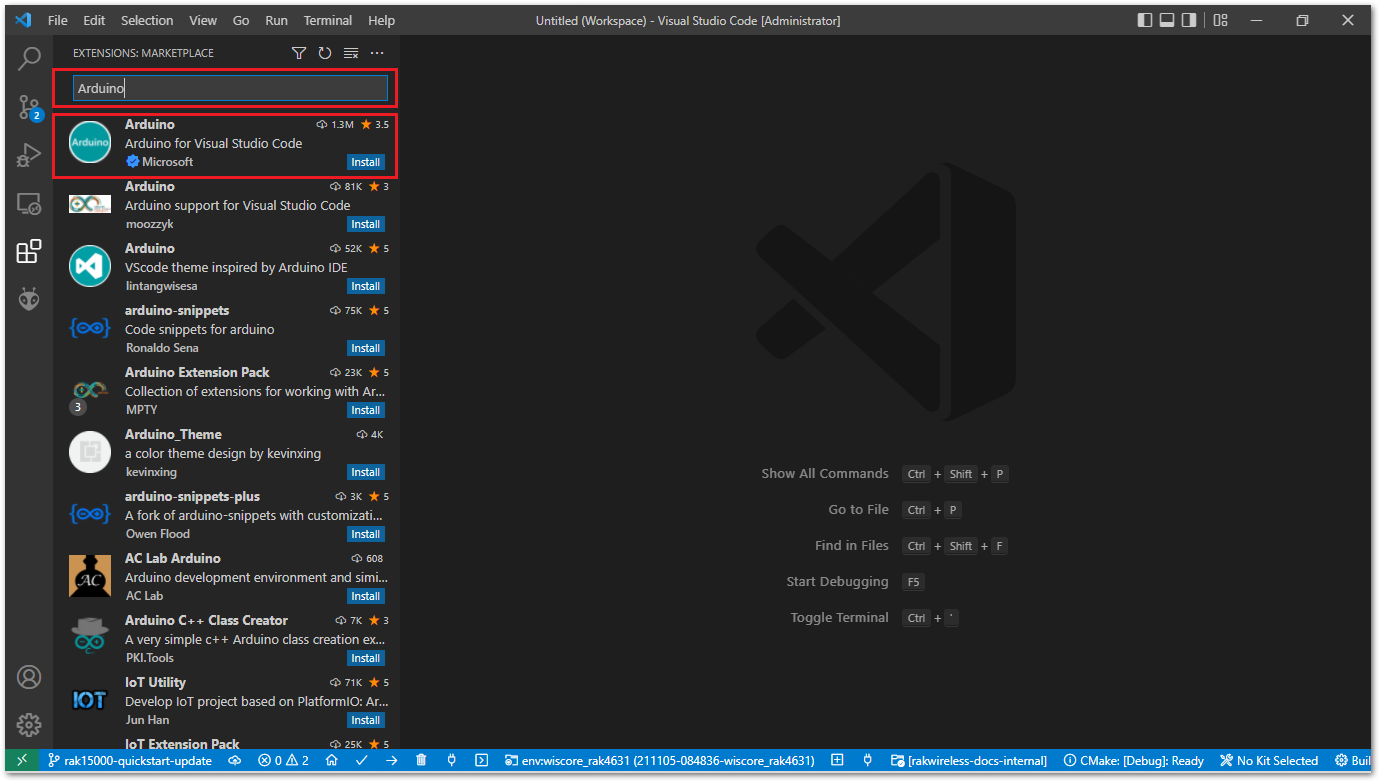 File Edit Selection View Go Run Terminal Help
Untitled (Workspace) - Visual Studio Code [Administrator]
EXTENSIONS: MARKETPLACE
Arduino
2
Arduino
Arduino 1.3M 3.5
Arduino for Visual Studio Code
Microsoft Install
Arduino 81K 3
Arduino support for Visual Studio Code
moozzyk Install
Arduino 52K 5
VScode theme inspired by Arduino IDE
lintangwisesa Install
arduino-snippets 75K 5
Code snippets for arduino
Ronaldo Sena Install
Arduino Extension Pack 23K 5
Collection of extensions for working with Ar...
3
MPTY Install
Arduino_Theme 4K
a color theme design by kevinxing
kevinxing Install
arduino-snippets-plus 3K 5
A fork of arduino-snippets with customizati...
Owen Flood Install
AC
AC Lab Arduino 608
Arduino development environment and simi...
AC Lab Install
Arduino C++ Class Creator 7K 3
A very simple c++ Arduino class creation ex...
PKI.Tools Install
IOT
IoT Utility 71K 5
Develop IoT project based on PlatformIO: Ar...
Jun Han Install
IoT Extension Pack 25K 5
Show All Commands Ctrl + Shift + P
Go to File Ctrl + P
Find in Files Ctrl + Shift + F
Start Debugging F5
Toggle Terminal Ctrl + `
rak15000-quickstart-update 0 2 env:wiscore_rak4631 (211105-084836-wiscore_rak4631) [rakwireless-docs-internal] CMake: [Debug]: Ready No Kit Selected Buil